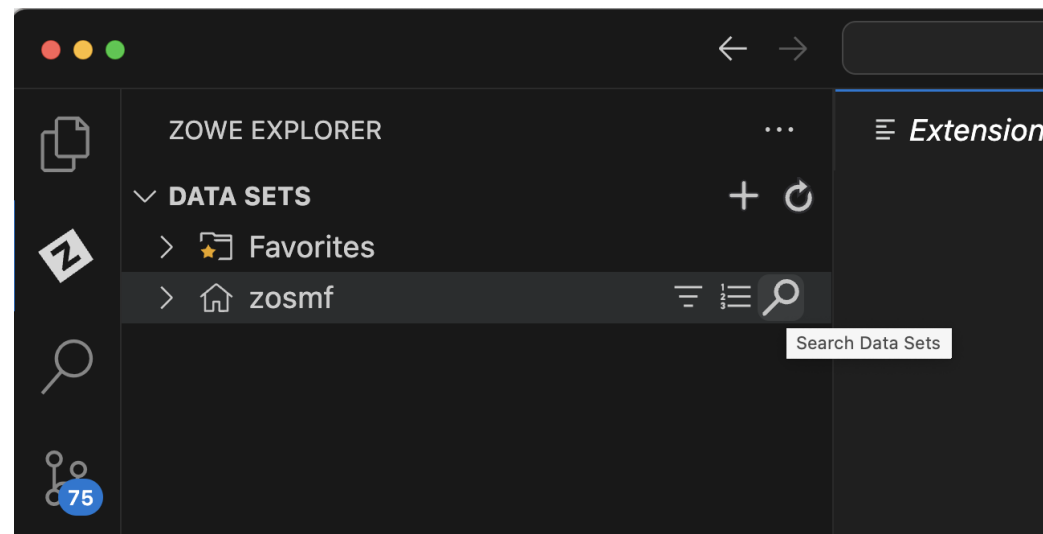 ZOWE EXPLORER
Extension
DATA SETS
Favorites
zosmf
Search Data Sets
75